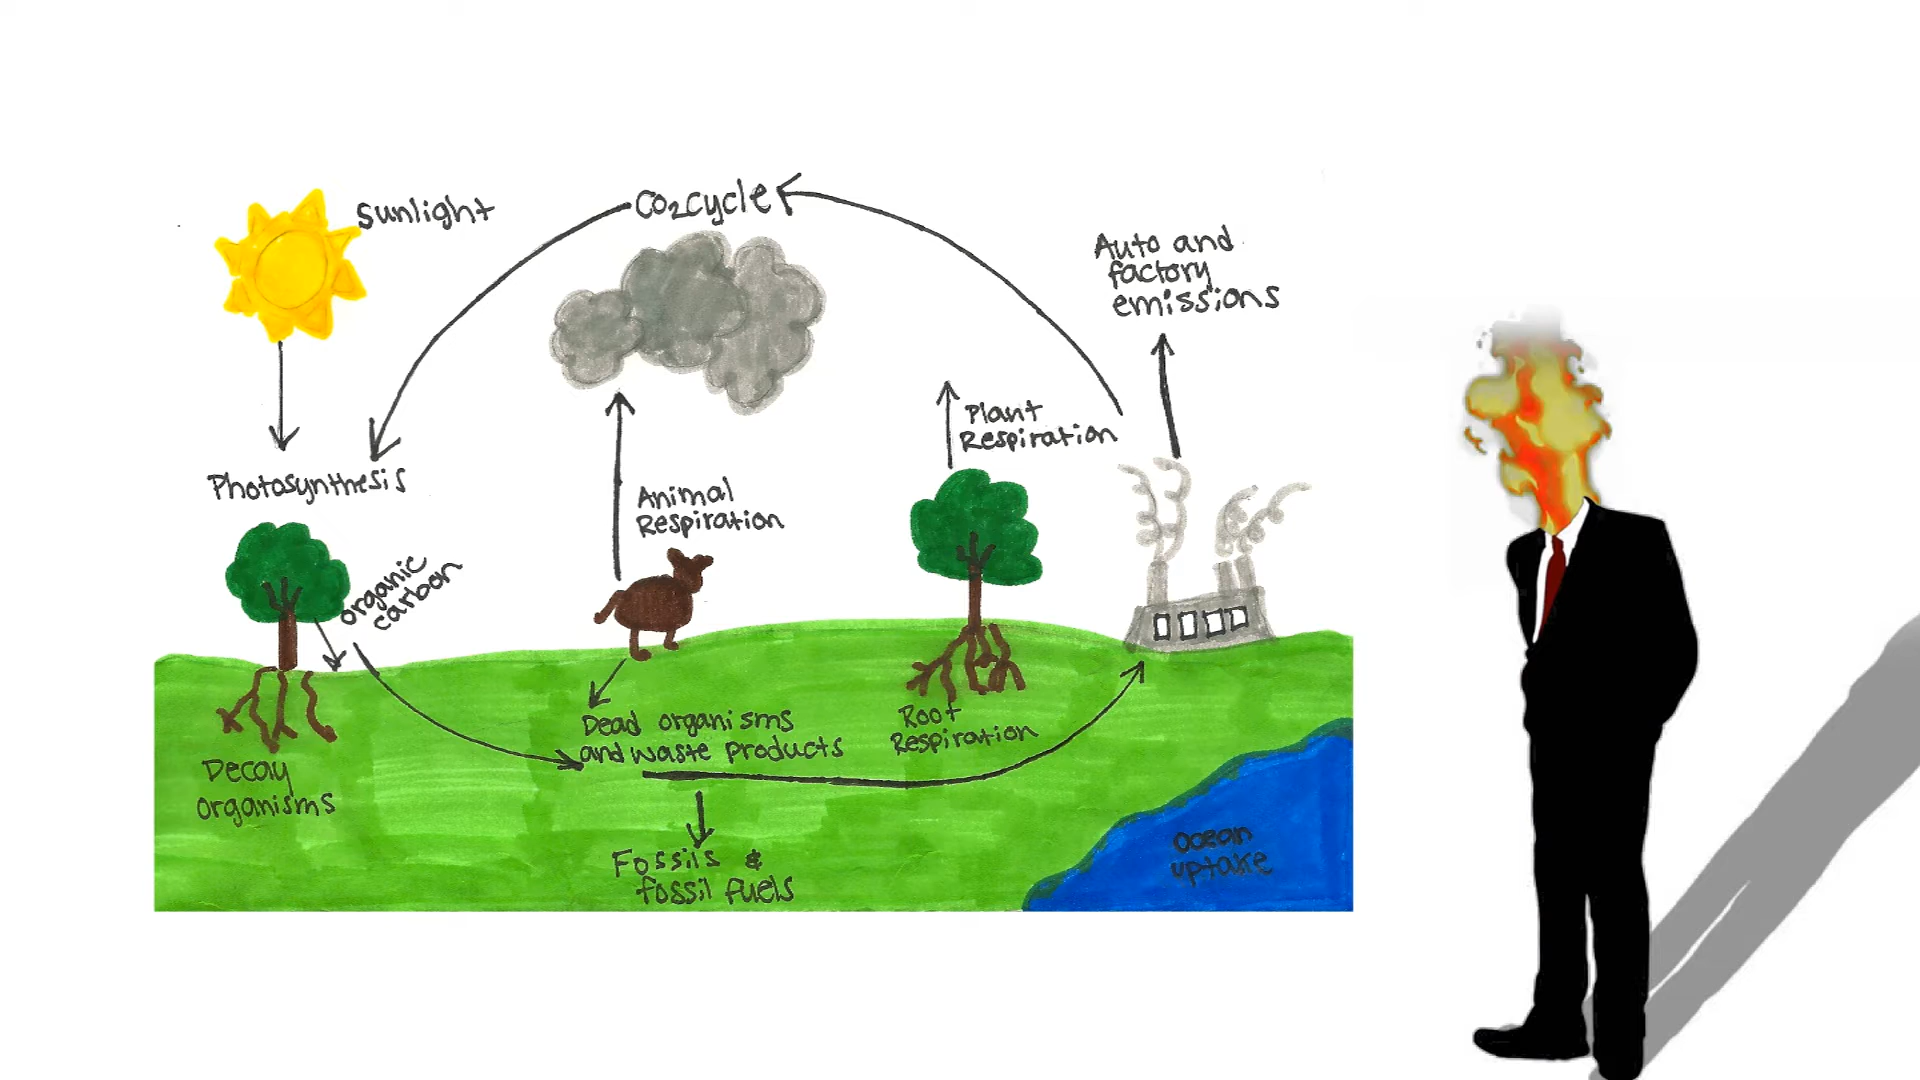 Sunlight
CO₂ cycle
Auto and
factory
emissions
Plant
Respiration
Photosynthesis
Animal
Respiration
organic
carbon
Dead organisms
and waste products
Root
Respiration
Decay
organisms
Fossils &
fossil fuels
Ocean
uptake